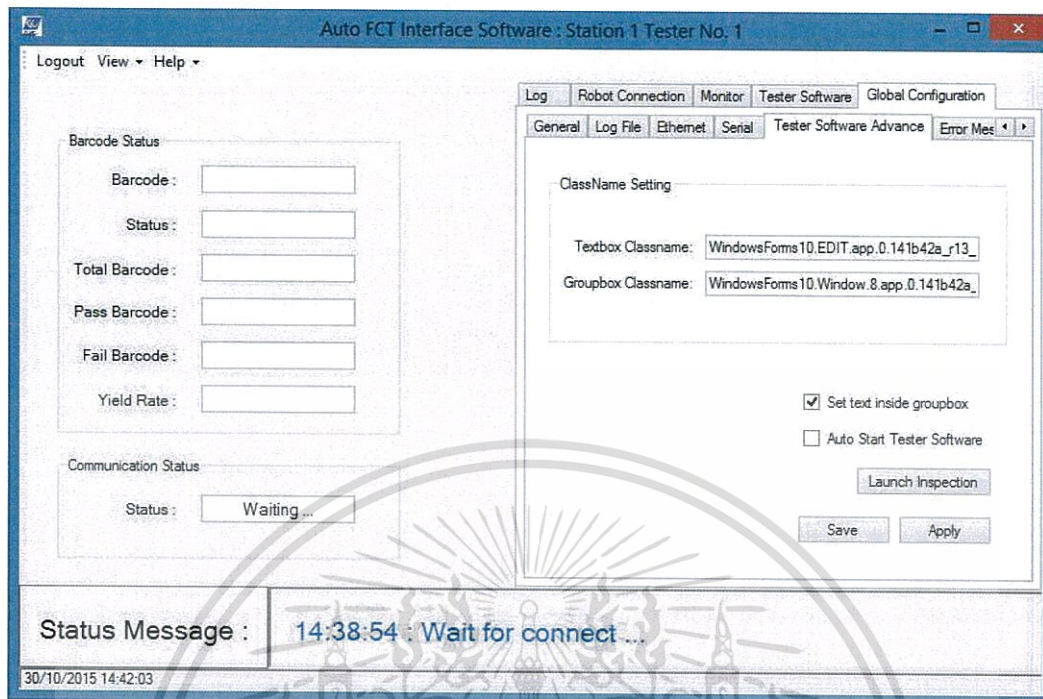 Auto FCT Interface Software : Station 1 Tester No. 1
Logout View Help
Log Robot Connection Monitor Tester Software Global Configuration
General Log File Ethernet Serial Tester Software Advance Error Mes
Barcode Status
Barcode :
Status :
Total Barcode :
Pass Barcode :
Fail Barcode :
Yield Rate :
Communication Status
Status : Waiting ...
ClassName Setting
Textbox Classname: WindowsForms10.EDIT.app.0.141b42a_r13_
Groupbox Classname: WindowsForms10.Window.8.app.0.141b42a_
Set text inside groupbox
Auto Start Tester Software
Launch Inspection
Save Apply
Status Message : 14:38:54 : Wait for connect ...
30/10/2015 14:42:03